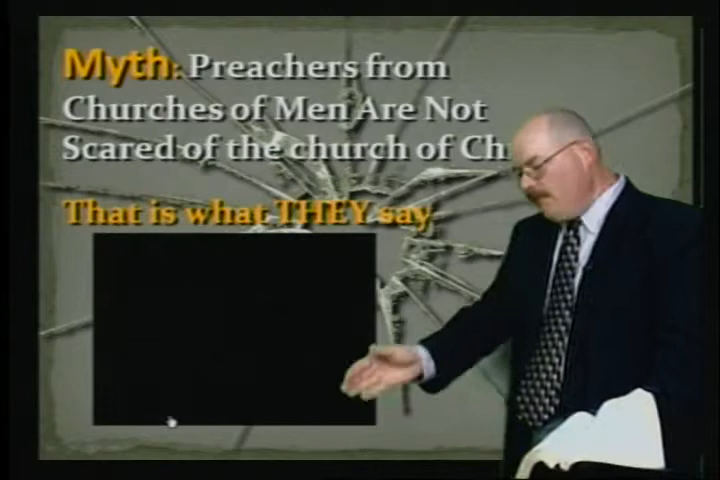 Myth: Preachers from
Churches of Men Are Not
Scared of the church of Ch
That is what THEY say